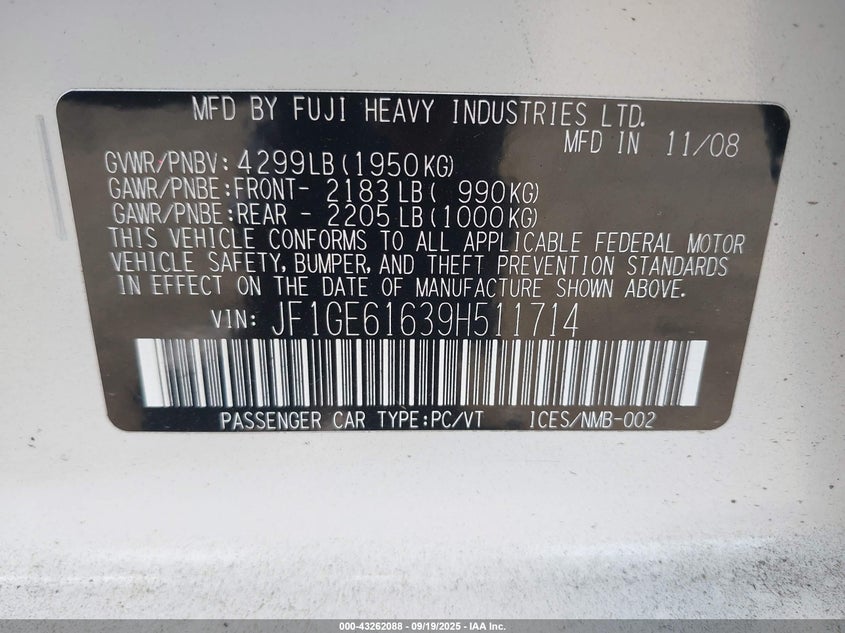 MFD BY FUJI HEAVY INDUSTRIES LTD.
MFD IN 11/08
GVWR/PNBV: 4299LB(1950KG)
GAWR/PNBE:FRONT- 2183LB( 990KG)
GAWR/PNBE:REAR - 2205LB(1000KG)
THIS VEHICLE CONFORMS TO ALL APPLICABLE FEDERAL MOTOR
VEHICLE SAFETY, BUMPER, AND THEFT PREVENTION STANDARDS
IN EFFECT ON THE DATE OF MANUFACTURE SHOWN ABOVE.
VIN: JF1GE61639H511714
PASSENGER CAR TYPE:PC/VT ICES/NMB-002
000-43262088 - 09/19/2025 - IAA Inc.